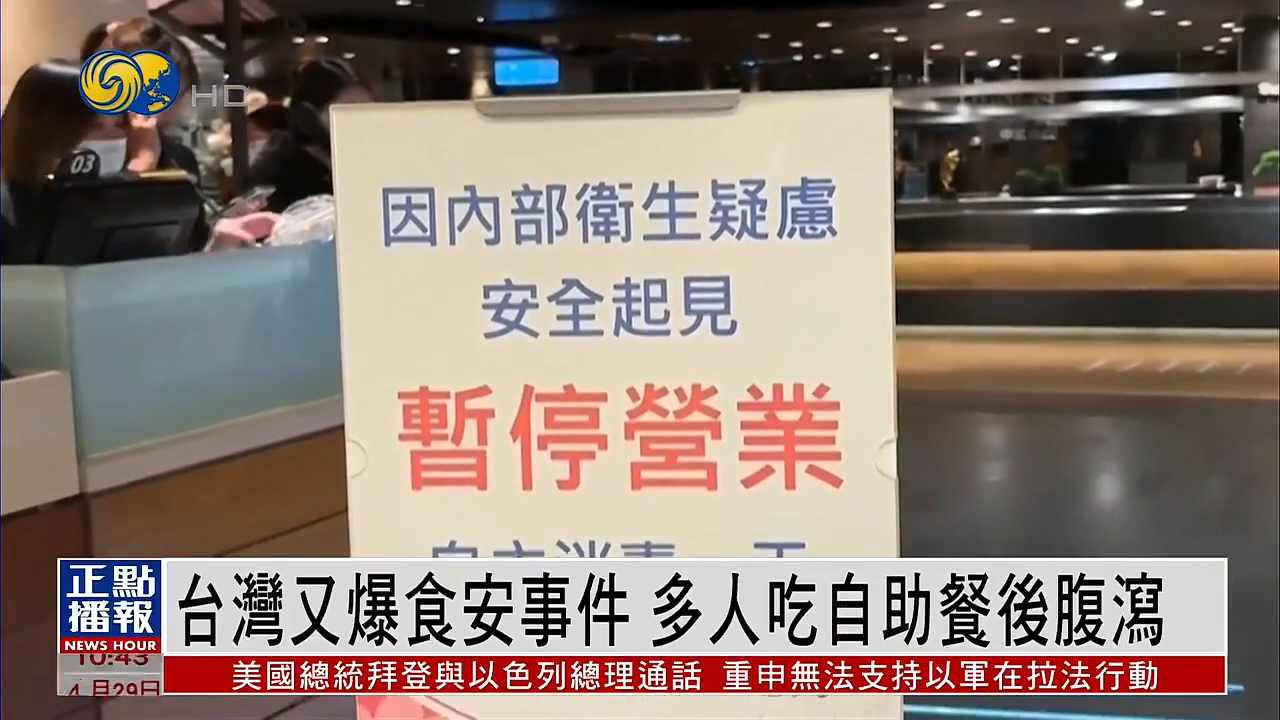 HD
03
因內部衛生疑慮
安全起見
暫停營業
正點
播報
NEWS HOUR
台灣又爆食安事件 多人吃自助餐後腹瀉
10:43
4月29日
美國總統拜登與以色列總理通話 重申無法支持以軍在拉法行動